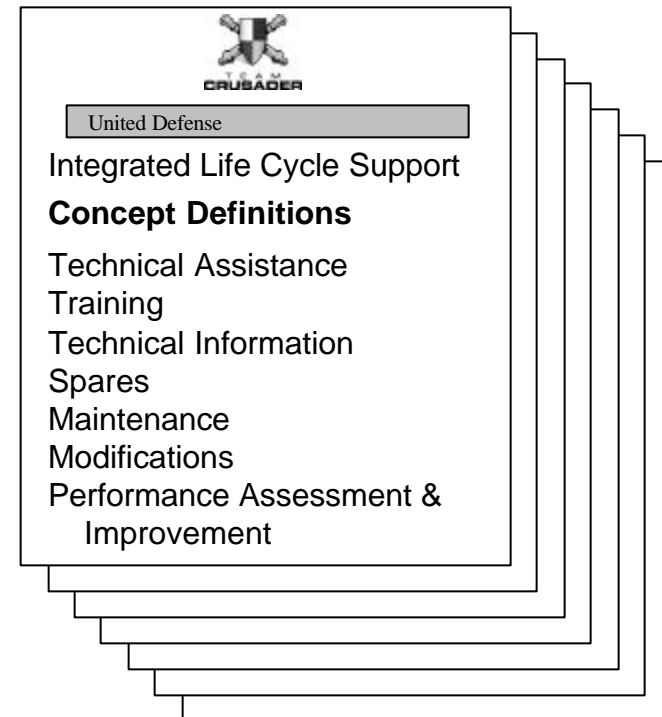 TEAM
CRUSADER
United Defense
Integrated Life Cycle Support
Concept Definitions
Technical Assistance
Training
Technical Information
Spares
Maintenance
Modifications
Performance Assessment &
Improvement